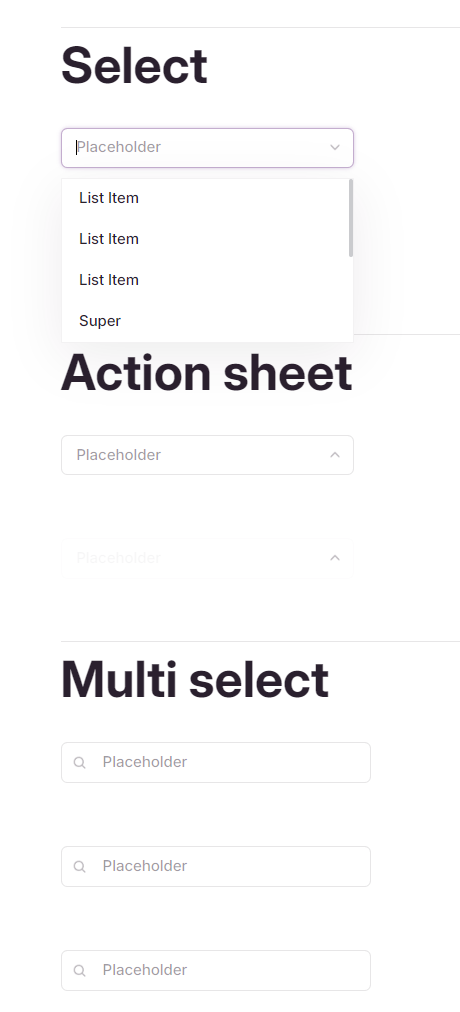 Select
Placeholder
List Item
List Item
List Item
Super
Action sheet
Placeholder
Placeholder
Multi select
Placeholder
Placeholder
Placeholder